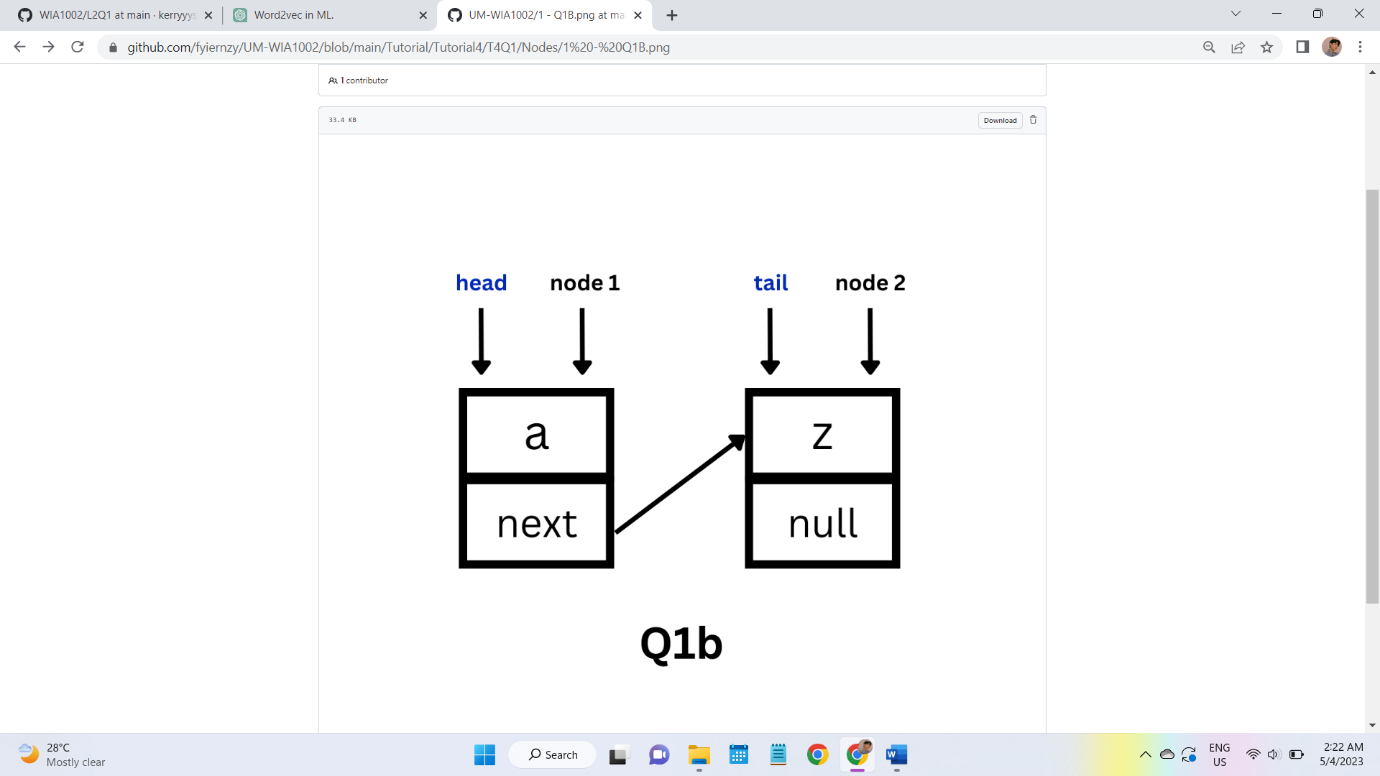 WIA1002/L2Q1 at main · kerryyys
Word2vec in ML.
UM-WIA1002/1 - Q1B.png at ma
github.com/fyiernzy/UM-WIA1002/blob/main/Tutorial/Tutorial4/T4Q1/Nodes/1%20-%20Q1B.png
1 contributor
33.4 KB
Download
head node 1 tail node 2
a z
next null
Q1b
28°C
Mostly clear
Search
ENG
US
2:22 AM
5/4/2023